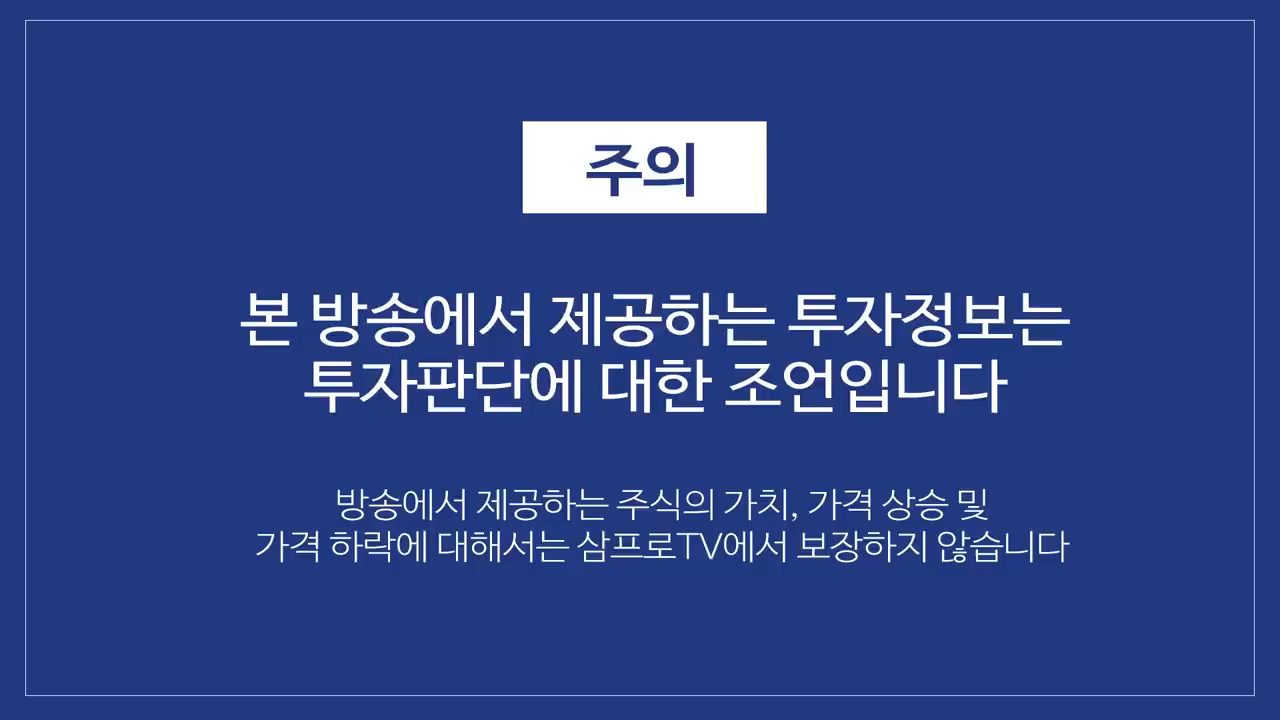 주의
본 방송에서 제공하는 투자정보는
투자판단에 대한 조언입니다
방송에서 제공하는 주식의 가치, 가격 상승 및
가격 하락에 대해서는 삼프로TV에서 보장하지 않습니다